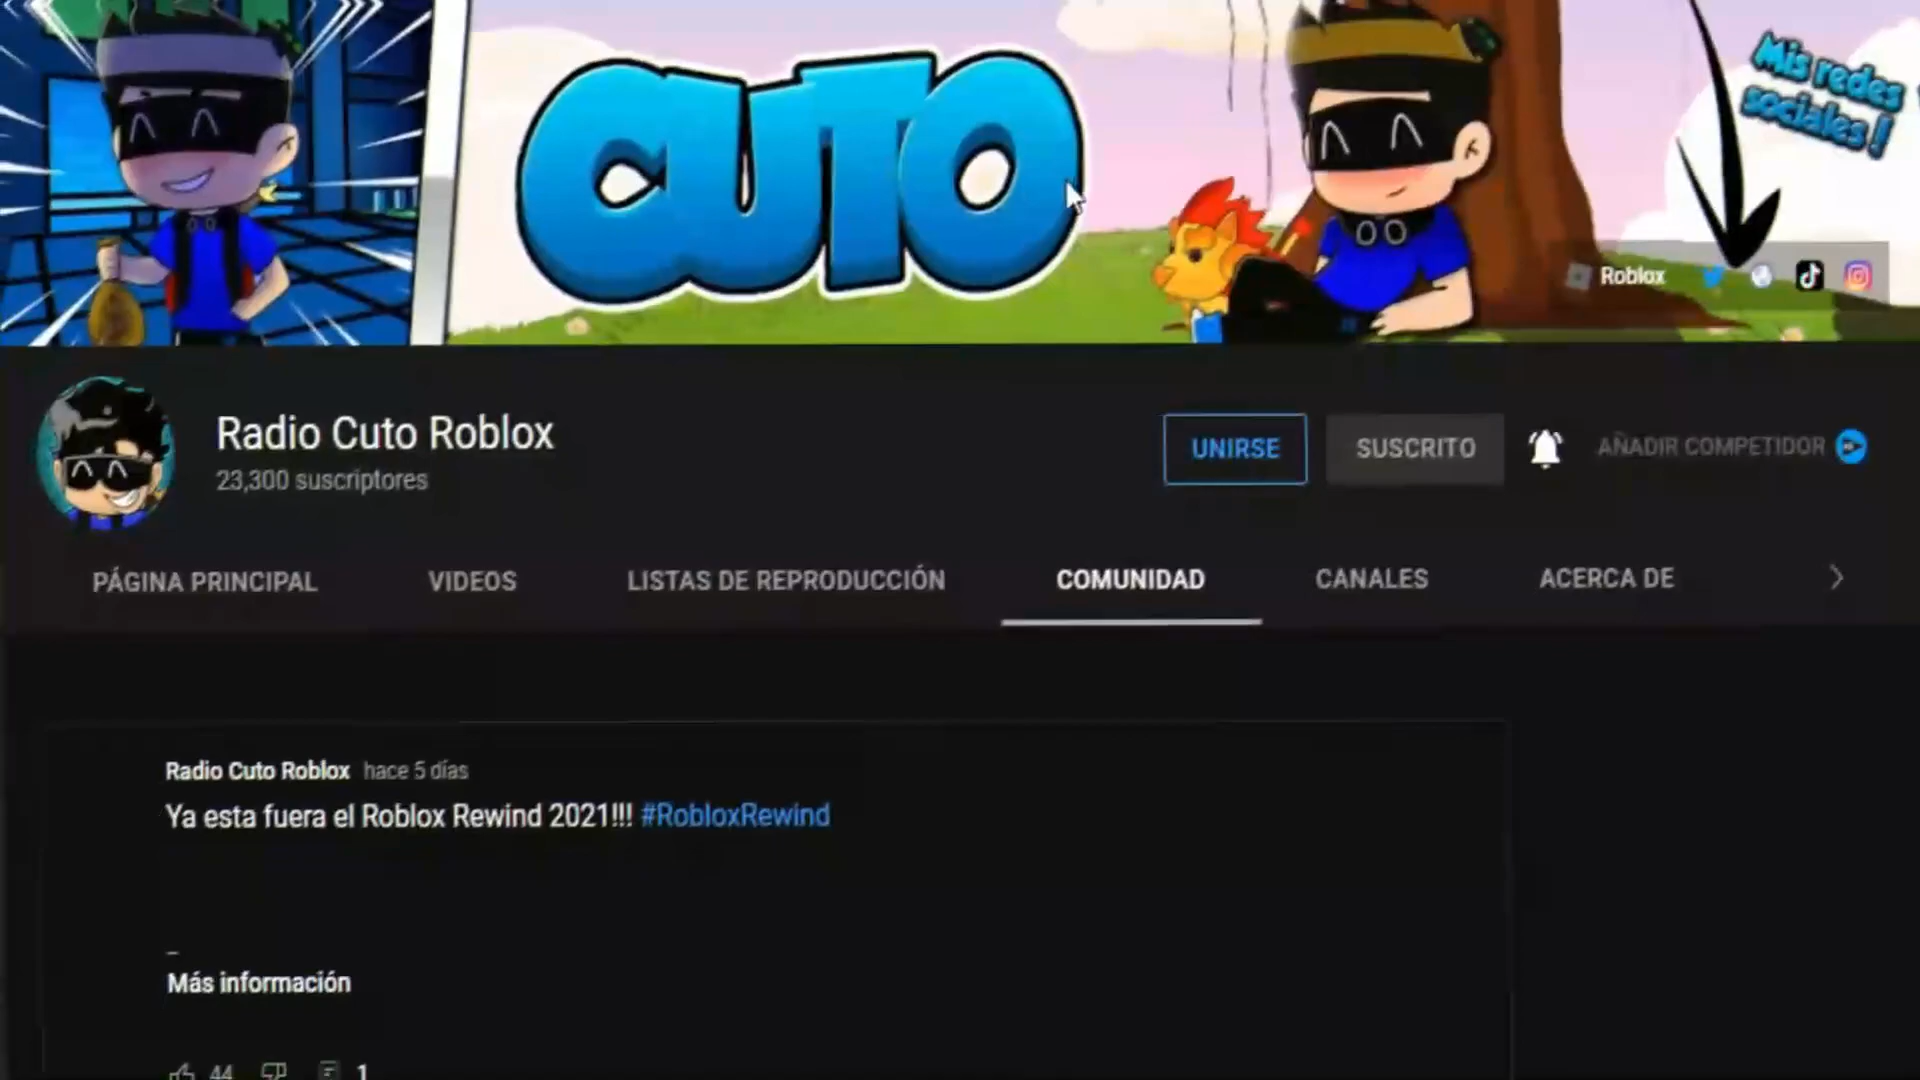 CUTO
Mis redes
sociales !
Roblox
Radio Cuto Roblox
23,300 suscriptores
UNIRSE
SUSCRITO
AÑADIR COMPETIDOR
PÁGINA PRINCIPAL
VIDEOS
LISTAS DE REPRODUCCIÓN
COMUNIDAD
CANALES
ACERCA DE
Radio Cuto Roblox hace 5 días
Ya esta fuera el Roblox Rewind 2021!!! #RobloxRewind
_
Más información
44
1